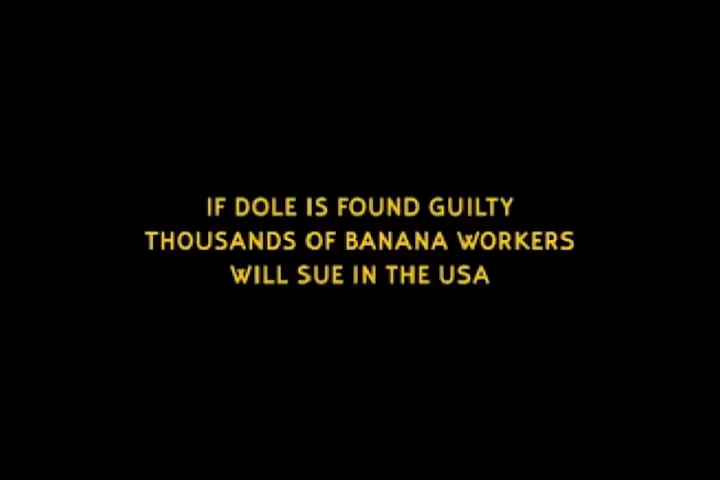 IF DOLE IS FOUND GUILTY
THOUSANDS OF BANANA WORKERS
WILL SUE IN THE USA